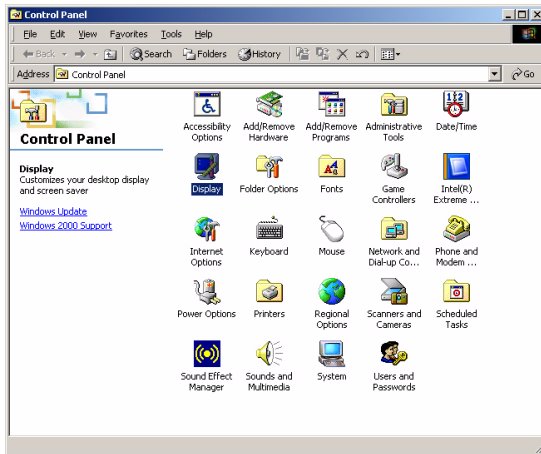 Control Panel
File Edit View Favorites Tools Help
Back Search Folders History
Address Control Panel Go
Control Panel
Display
Customizes your desktop display
and screen saver
Windows Update
Windows 2000 Support
Accessibility
Options
Add/Remove
Hardware
Add/Remove
Programs
Administrative
Tools
Date/Time
Display
Folder Options
Fonts
Game
Controllers
Intel(R)
Extreme ...
Internet
Options
Keyboard
Mouse
Network and
Dial-up Co...
Phone and
Modem ...
Power Options
Printers
Regional
Options
Scanners and
Cameras
Scheduled
Tasks
Sound Effect
Manager
Sounds and
Multimedia
System
Users and
Passwords